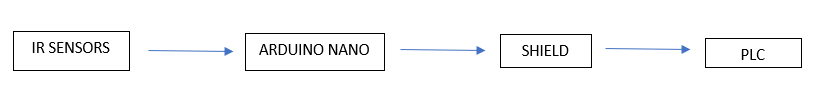 IR SENSORS
ARDUINO NANO
SHIELD
PLC